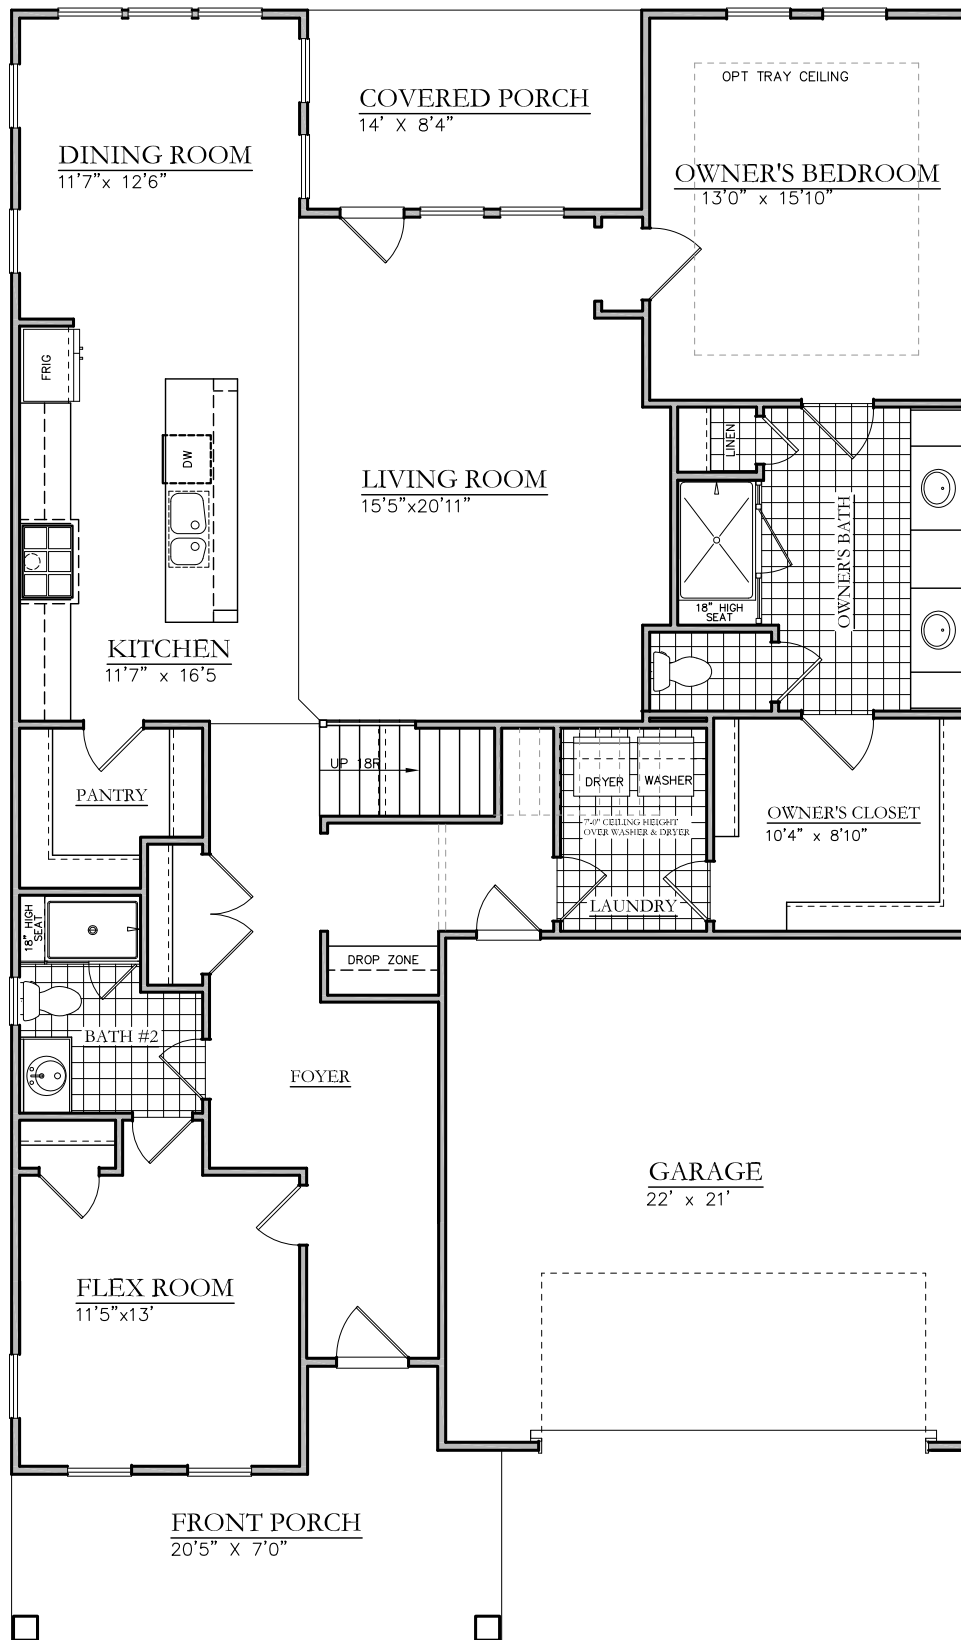 OPT TRAY CEILING
COVERED PORCH
14' X 8'4"
DINING ROOM
11'7"x 12'6"
OWNER'S BEDROOM
13'0" x 15'10"
FRIG
DW
LINEN
LIVING ROOM
15'5"x20'11"
OWNER'S BATH
18" HIGH
SEAT
KITCHEN
11'7" x 16'5
UP 18R
DRYER
WASHER
PANTRY
7'-0" CEILING HEIGHT
OVER WASHER & DRYER
OWNER'S CLOSET
10'4" x 8'10"
LAUNDRY
18" HIGH
SEAT
DROP ZONE
BATH #2
FOYER
GARAGE
22' x 21'
FLEX ROOM
11'5"x13'
FRONT PORCH
20'5" X 7'0"